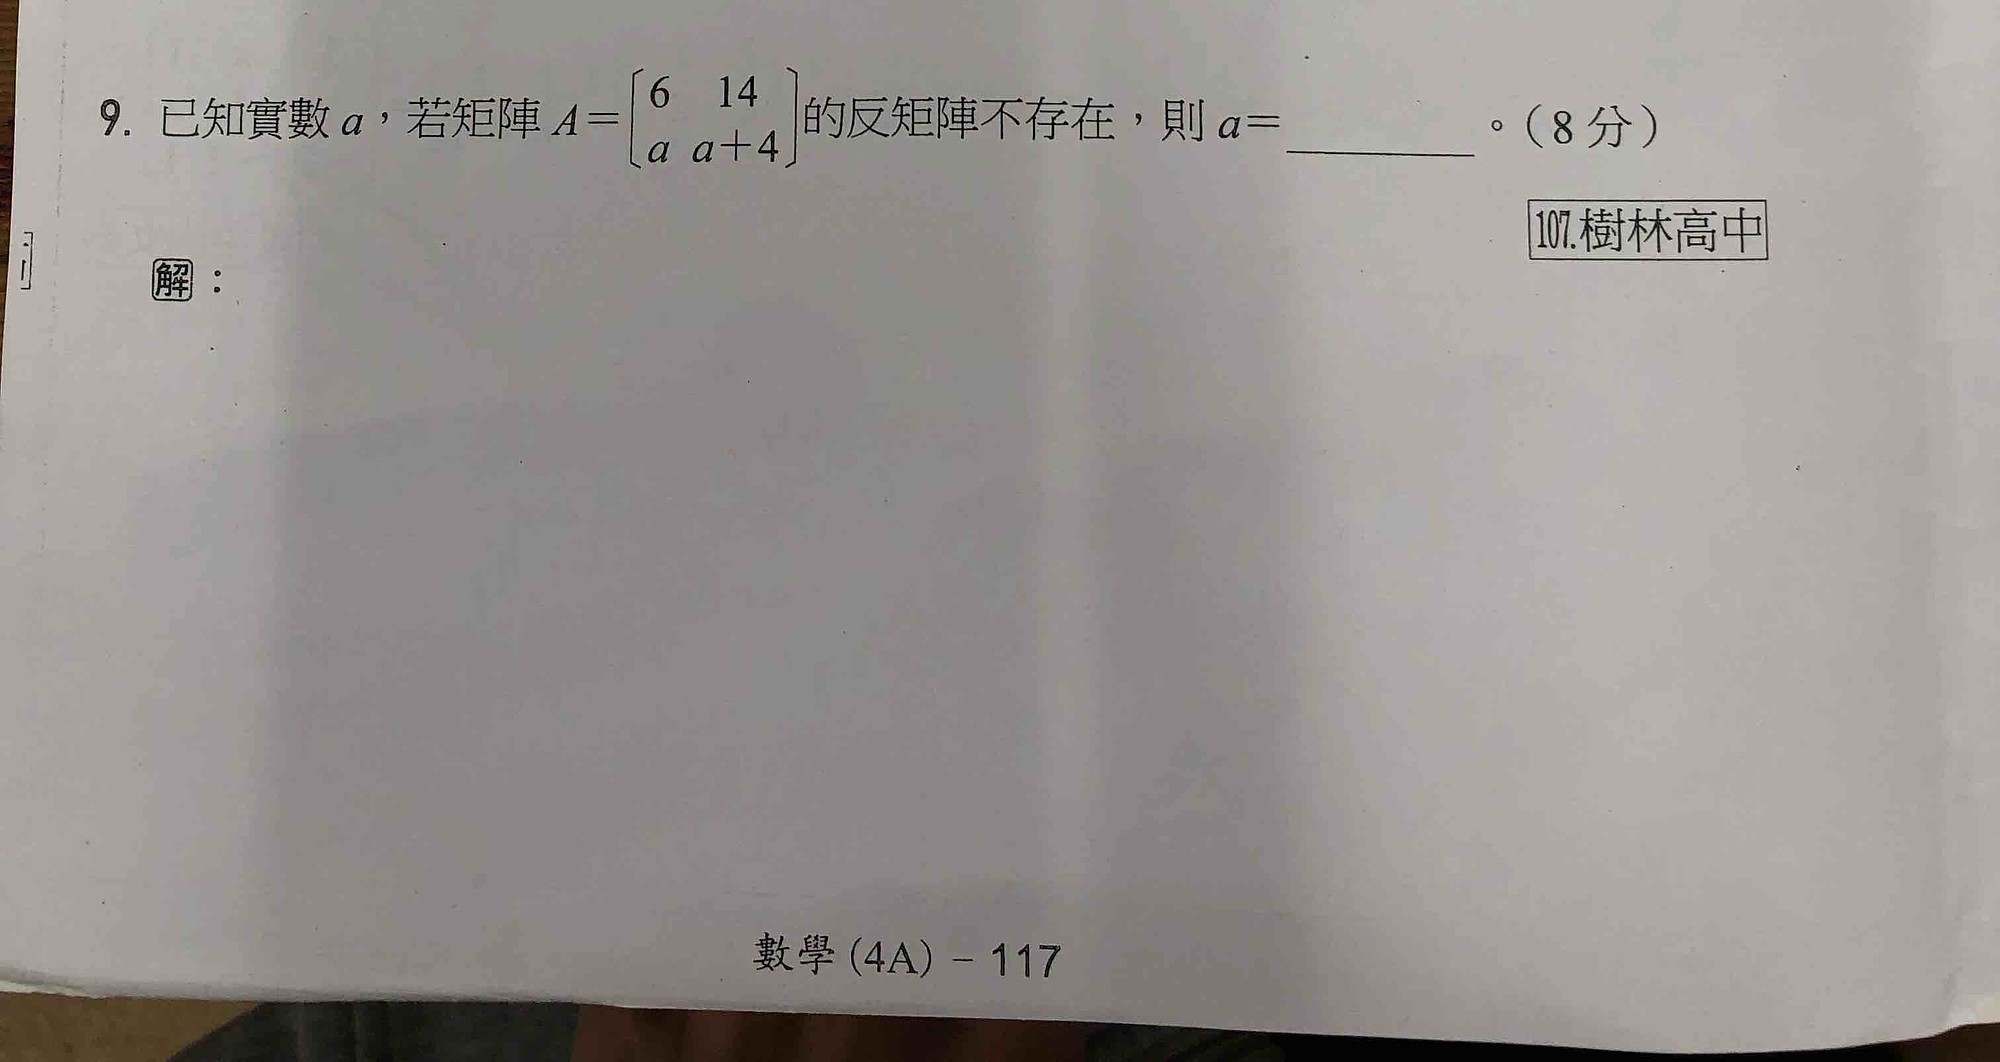 9. 已知實數 a，若矩陣 A＝[6 14
a a＋4]的反矩陣不存在，則 a＝________。（8 分）
107.樹林高中
解：
數學 (4A) − 117